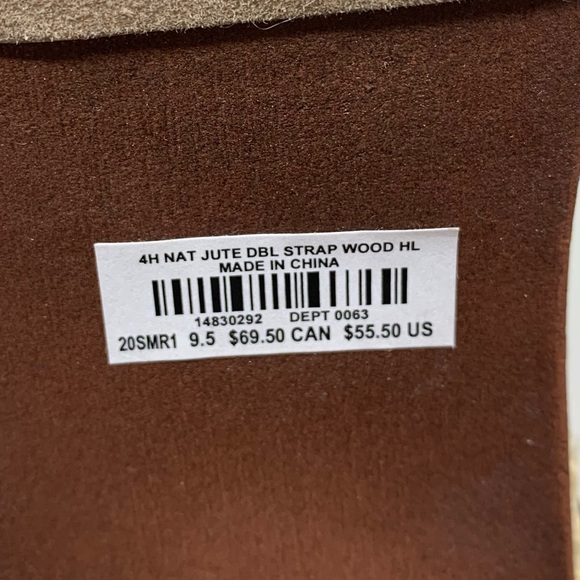 4H NAT JUTE DBL STRAP WOOD HL
MADE IN CHINA
14830292 DEPT 0063
20SMR1 9.5 $69.50 CAN $55.50 US